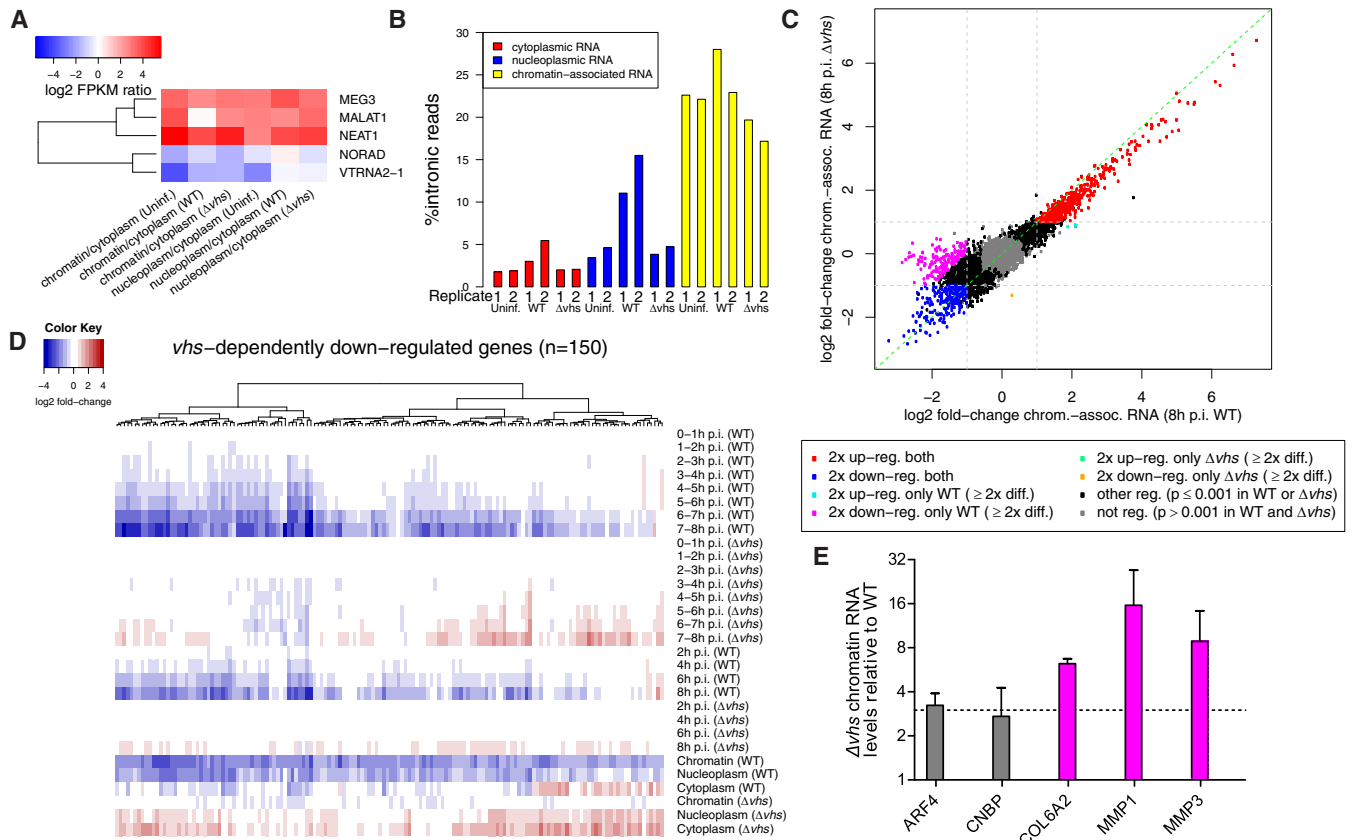 A
−4 −2 0 2 4
log2 FPKM ratio
MEG3
MALAT1
NEAT1
NORAD
VTRNA2−1
chromatin/cytoplasm (Uninf.)
chromatin/cytoplasm (WT)
chromatin/cytoplasm (Δvhs)
nucleoplasm/cytoplasm (Uninf.)
nucleoplasm/cytoplasm (WT)
nucleoplasm/cytoplasm (Δvhs)
B
%intronic reads
30
25
20
15
10
5
0
cytoplasmic RNA
nucleoplasmic RNA
chromatin−associated RNA
Replicate 1 2 1 2 1 2 1 2 1 2 1 2 1 2 1 2 1 2
Uninf. WT Δvhs Uninf. WT Δvhs Uninf. WT Δvhs
C
log2 fold−change chrom.−assoc. RNA (8h p.i. Δvhs)
6
4
2
0
−2
−2 0 2 4 6
log2 fold−change chrom.−assoc. RNA (8h p.i. WT)
2x up−reg. both
2x down−reg. both
2x up−reg. only WT ( ≥ 2x diff.)
2x down−reg. only WT ( ≥ 2x diff.)
2x up−reg. only Δvhs ( ≥ 2x diff.)
2x down−reg. only Δvhs ( ≥ 2x diff.)
other reg. (p ≤ 0.001 in WT or Δvhs)
not reg. (p > 0.001 in WT and Δvhs)
D
Color Key
−4 0 2 4
log2 fold−change
vhs−dependently down−regulated genes (n=150)
0−1h p.i. (WT)
1−2h p.i. (WT)
2−3h p.i. (WT)
3−4h p.i. (WT)
4−5h p.i. (WT)
5−6h p.i. (WT)
6−7h p.i. (WT)
7−8h p.i. (WT)
0−1h p.i. (Δvhs)
1−2h p.i. (Δvhs)
2−3h p.i. (Δvhs)
3−4h p.i. (Δvhs)
4−5h p.i. (Δvhs)
5−6h p.i. (Δvhs)
6−7h p.i. (Δvhs)
7−8h p.i. (Δvhs)
2h p.i. (WT)
4h p.i. (WT)
6h p.i. (WT)
8h p.i. (WT)
2h p.i. (Δvhs)
4h p.i. (Δvhs)
6h p.i. (Δvhs)
8h p.i. (Δvhs)
Chromatin (WT)
Nucleoplasm (WT)
Cytoplasm (WT)
Chromatin (Δvhs)
Nucleoplasm (Δvhs)
Cytoplasm (Δvhs)
E
Δvhs chromatin RNA
levels relative to WT
32
16
8
4
2
1
ARF4
CNBP
COL6A2
MMP1
MMP3